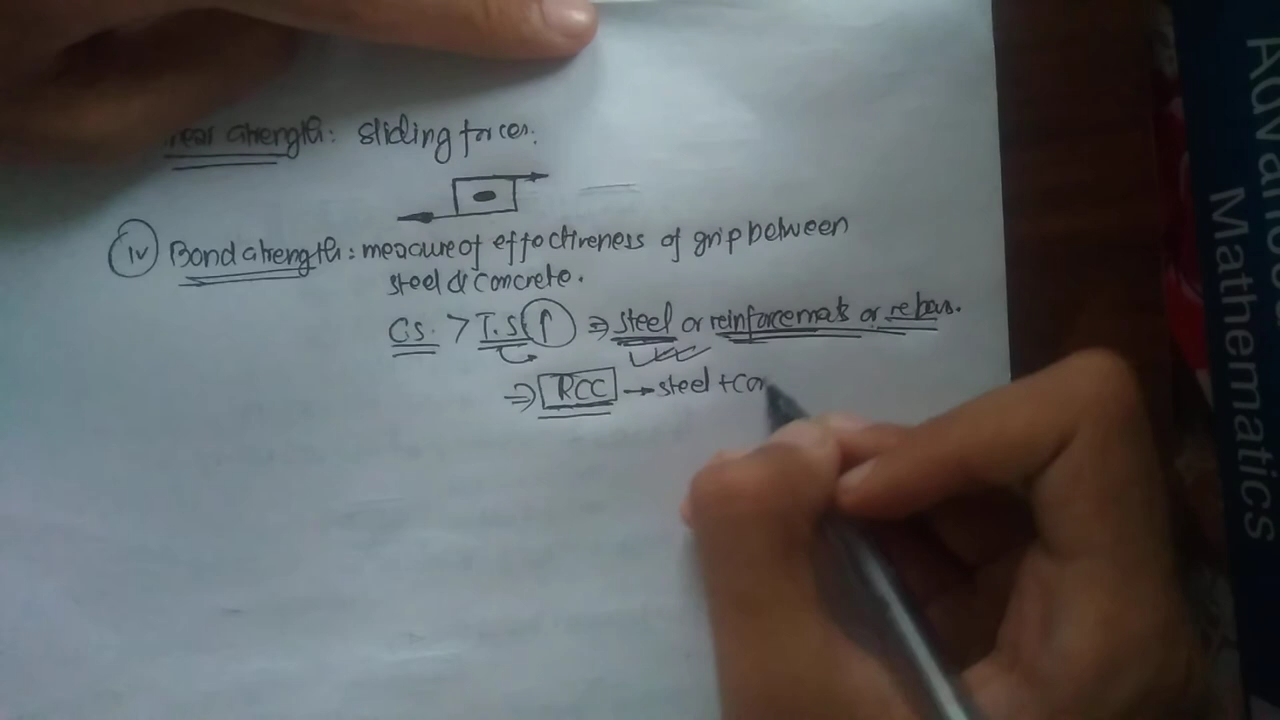 strength: sliding forces.
iv Bond strength: measure of effectiveness of grip between
steel & concrete.
C.S. > T.S(↑) ⇒ steel or reinforcements or rebars.
⇒ RCC → steel + Co
Advanced
Mathematics